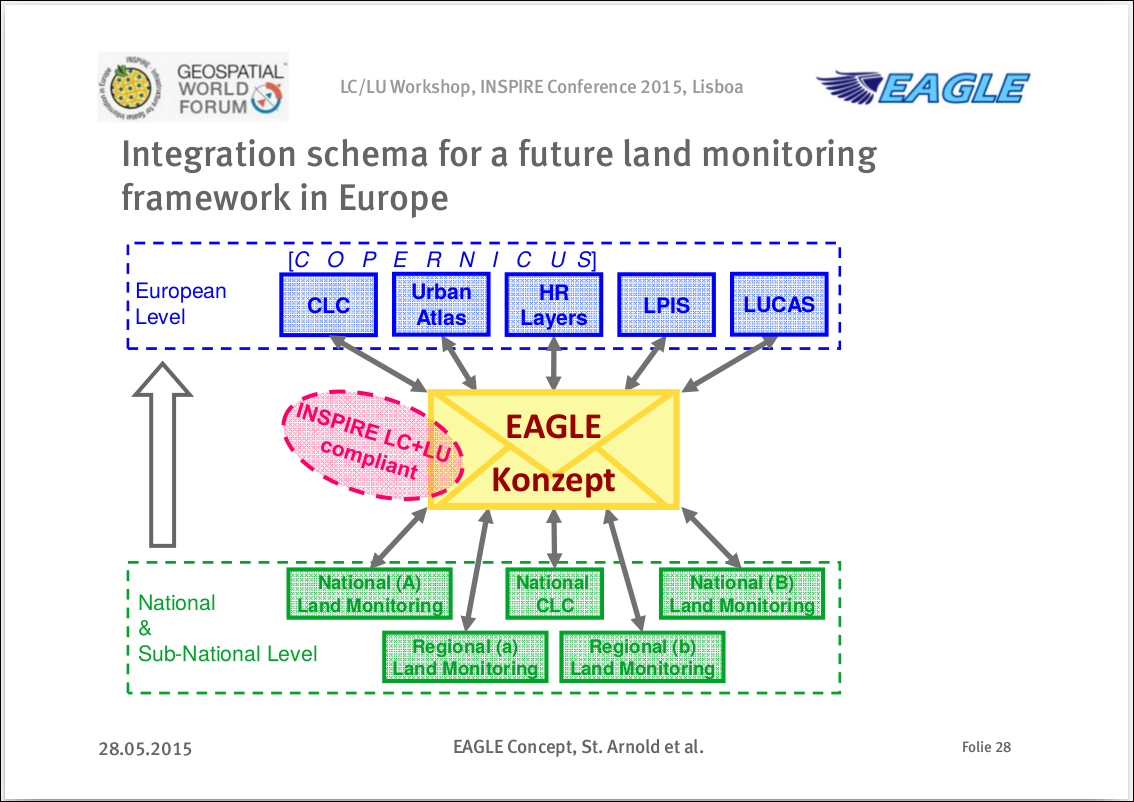 GEOSPATIAL
WORLD
FORUM
LC/LU Workshop, INSPIRE Conference 2015, Lisboa
EAGLE
Integration schema for a future land monitoring
framework in Europe
[C O P E R N I C U S]
European
Level
CLC
Urban
Atlas
HR
Layers
LPIS
LUCAS
INSPIRE LC+LU
compliant
EAGLE
Konzept
National
&
Sub-National Level
National (A)
Land Monitoring
National
CLC
National (B)
Land Monitoring
Regional (a)
Land Monitoring
Regional (b)
Land Monitoring
28.05.2015
EAGLE Concept, St. Arnold et al.
Folie 28